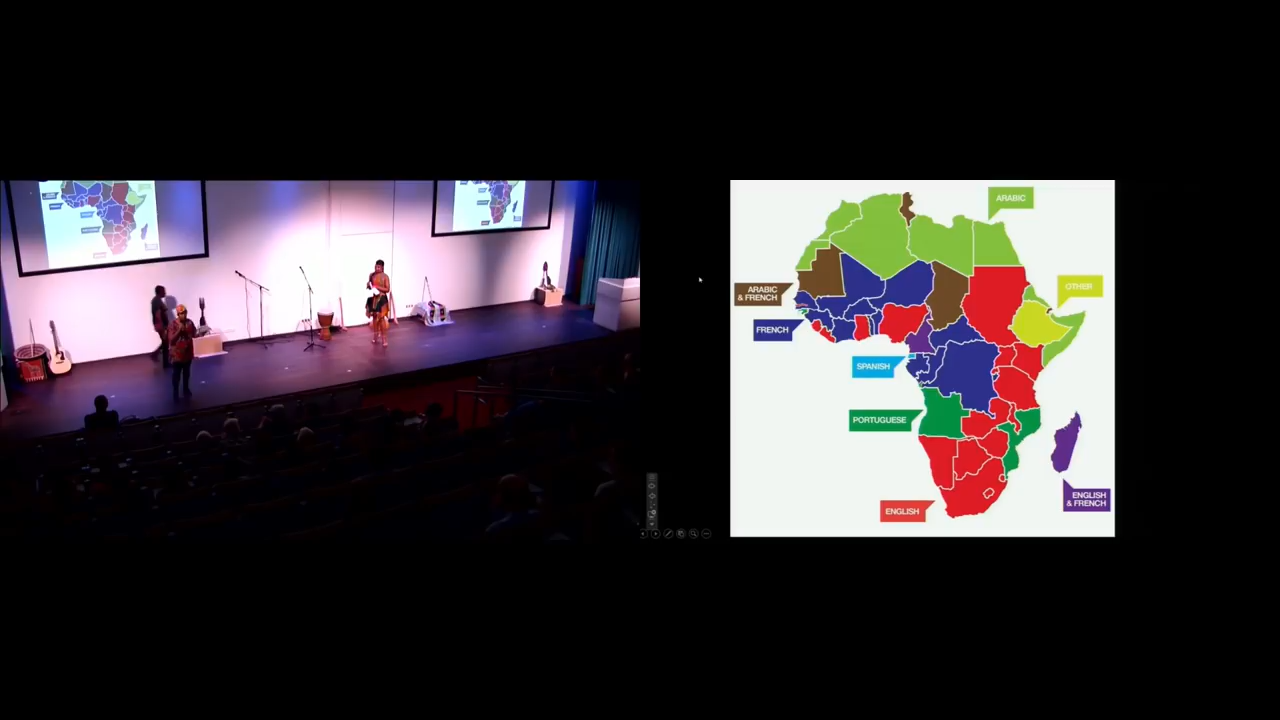 ARABIC
OTHER
ARABIC
& FRENCH
FRENCH
SPANISH
PORTUGUESE
ENGLISH
& FRENCH
ENGLISH